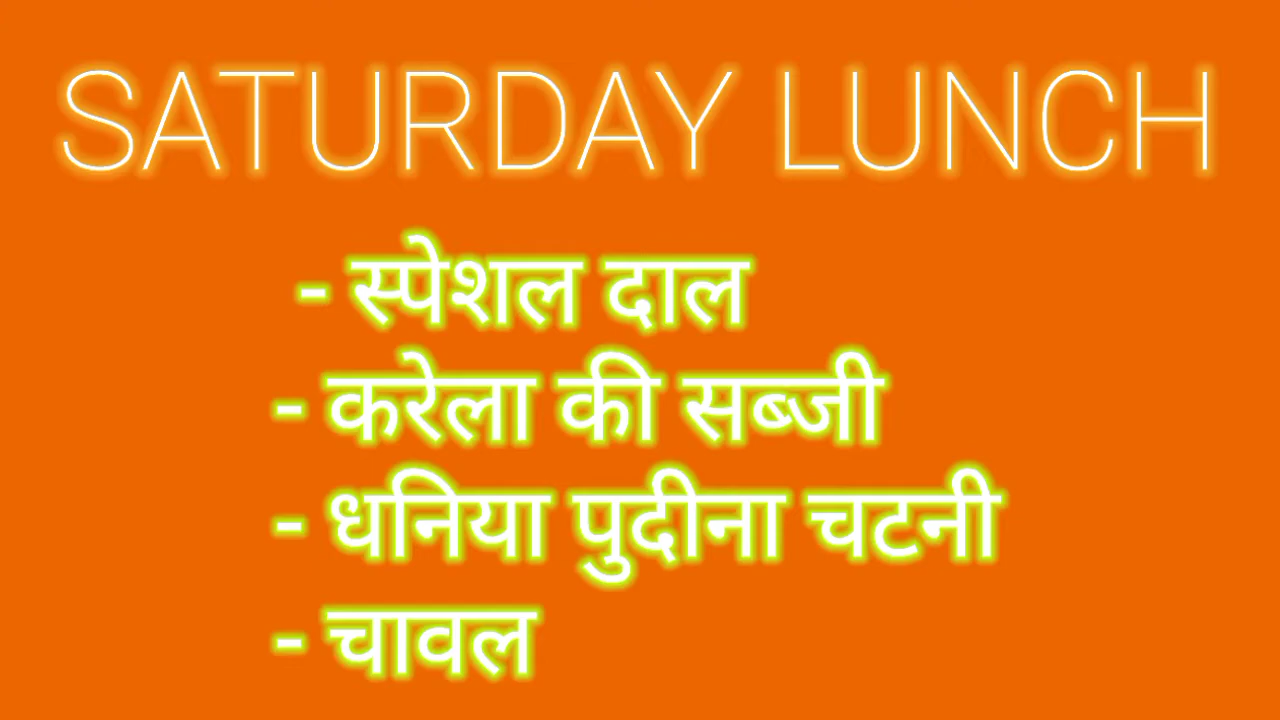 SATURDAY LUNCH
- स्पेशल दाल
- करेला की सब्जी
- धनिया पुदीना चटनी
- चावल